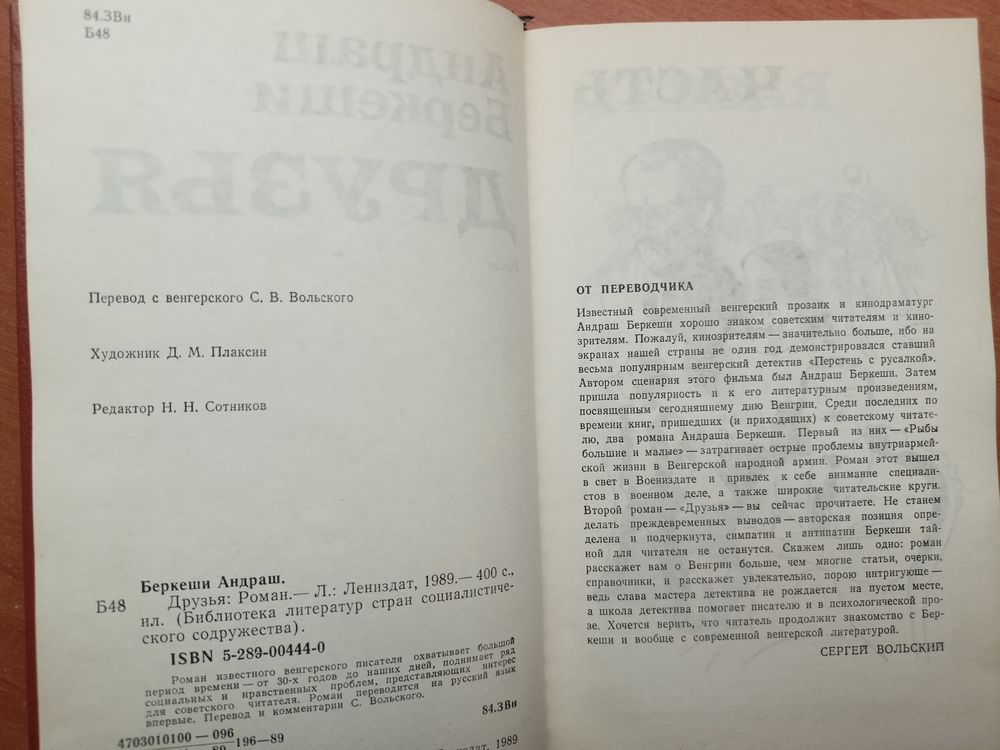 84.3Вн
Б48
Перевод с венгерского С. В. Вольского
Художник Д. М. Плаксин
Редактор Н. Н. Сотников
Беркеши Андраш.
Б48 Друзья: Роман.— Л.: Лениздат, 1989.— 400 с.,
ил. (Библиотека литератур стран социалистиче-
ского содружества).
ISBN 5-289-00444-0
Роман известного венгерского писателя охватывает большой
период времени — от 30-х годов до наших дней, поднимает ряд
социальных и нравственных проблем, представляющих интерес
для советского читателя. Роман переводится на русский язык
впервые. Перевод и комментарии С. Вольского.
84.3Вн
4703010100 — 096
196—89
Лениздат, 1989
Андраш
Беркеши
ДРУЗЬЯ
Роман
ЧАСТЬ
ОТ ПЕРЕВОДЧИКА
Известный современный венгерский прозаик и кинодраматург
Андраш Беркеши хорошо знаком советским читателям и кино-
зрителям. Пожалуй, кинозрителям — значительно больше, ибо на
экранах нашей страны не один год демонстрировался ставший
весьма популярным венгерский детектив «Перстень с русалкой».
Автором сценария этого фильма был Андраш Беркеши. Затем
пришла популярность и к его литературным произведениям,
посвященным сегодняшнему дню Венгрии. Среди последних по
времени книг, пришедших (и приходящих) к советскому читате-
лю, два романа Андраша Беркеши. Первый из них — «Рыбы
большие и малые» — затрагивает острые проблемы внутриармей-
ской жизни в Венгерской народной армии. Роман этот вышел
в свет в Воениздате и привлек к себе внимание специали-
стов в военном деле, а также широкие читательские круги.
Второй роман — «Друзья» — вы сейчас прочитаете. Не станем
делать преждевременных выводов — авторская позиция опре-
делена и подчеркнута, симпатии и антипатии Беркеши тай-
ной для читателя не останутся. Скажем лишь одно: роман
расскажет вам о Венгрии больше, чем многие статьи, очерки,
справочники, и расскажет увлекательно, порою интригующе —
ведь слава мастера детектива не рождается на пустом месте,
а школа детектива помогает писателю и в психологической про-
зе. Хочется верить, что читатель продолжит знакомство с Бер-
кеши и вообще с современной венгерской литературой.
СЕРГЕЙ ВОЛЬСКИЙ